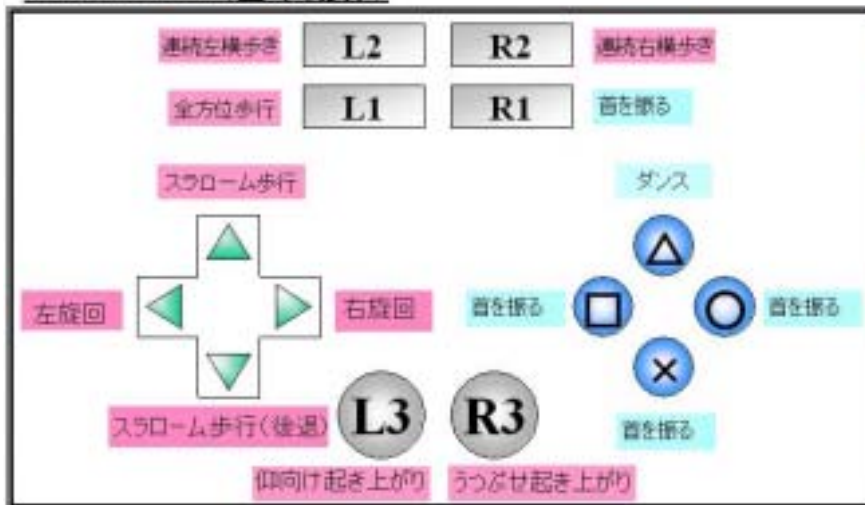 連続左横歩き L2 R2 連続右横歩き
全方位歩行 L1 R1 首を振る
スラローム歩行 ダンス
左旋回 右旋回 首を振る 首を振る
スラローム歩行(後退) L3 R3 首を振る
仰向け起き上がり うつぶせ起き上がり